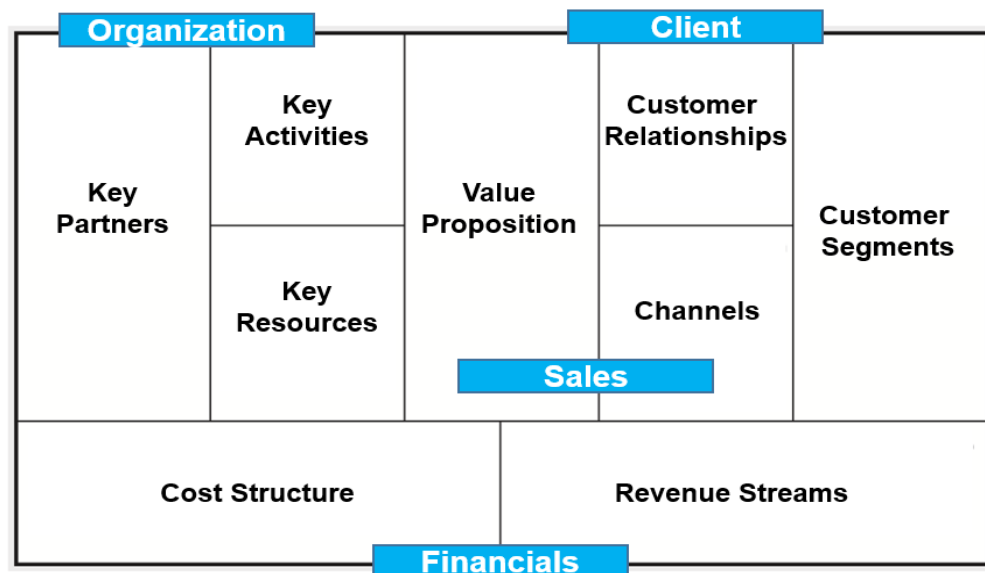 Organization
Client
Key
Activities
Customer
Relationships
Key
Partners
Value
Proposition
Customer
Segments
Key
Resources
Channels
Sales
Cost Structure
Revenue Streams
Financials